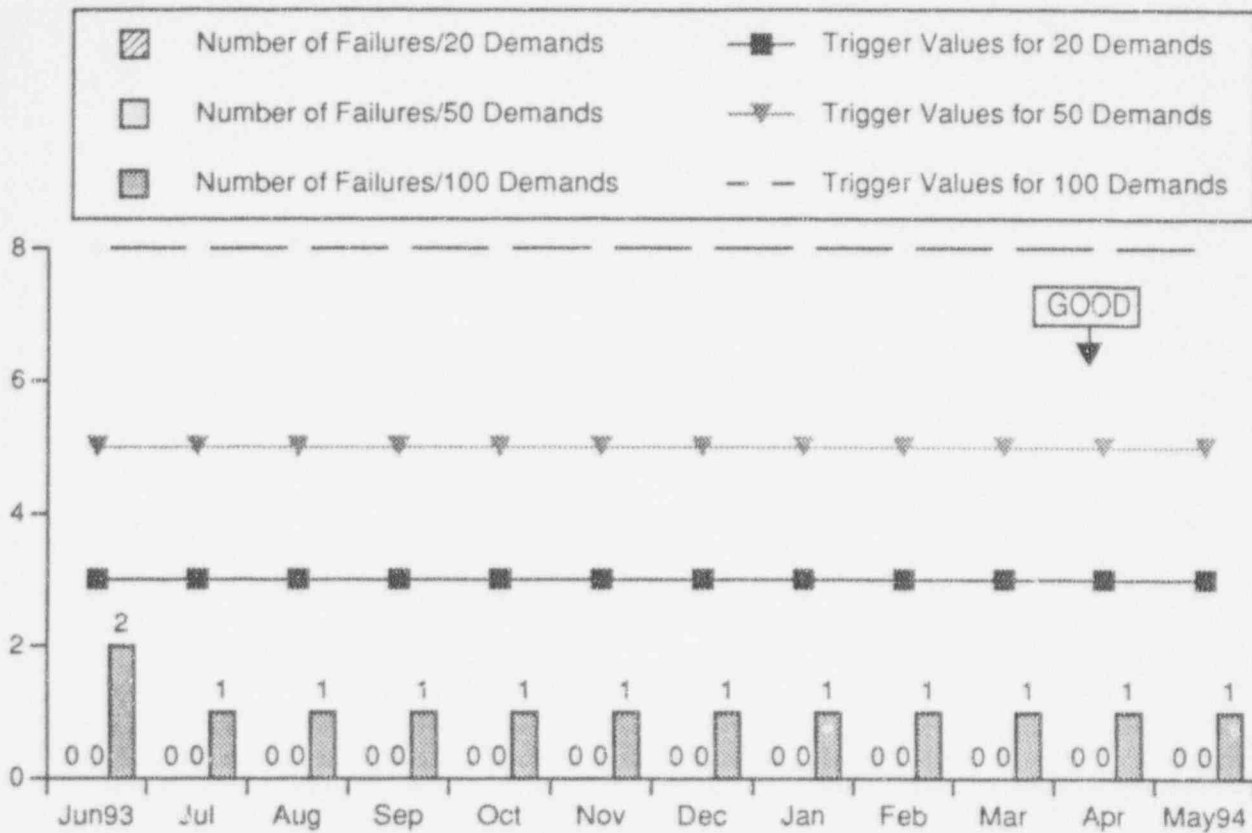 Number of Failures/20 Demands
Trigger Values for 20 Demands
Number of Failures/50 Demands
Trigger Values for 50 Demands
Number of Failures/100 Demands
Trigger Values for 100 Demands
8
GOOD
6
4
2
2
1 1 1 1 1 1 1 1 1 1 1
0 0 0 0 0 0 0 0 0 0 0 0 0 0 0 0 0 0 0 0 0 0 0 0
0
Jun93 Jul Aug Sep Oct Nov Dec Jan Feb Mar Apr May94